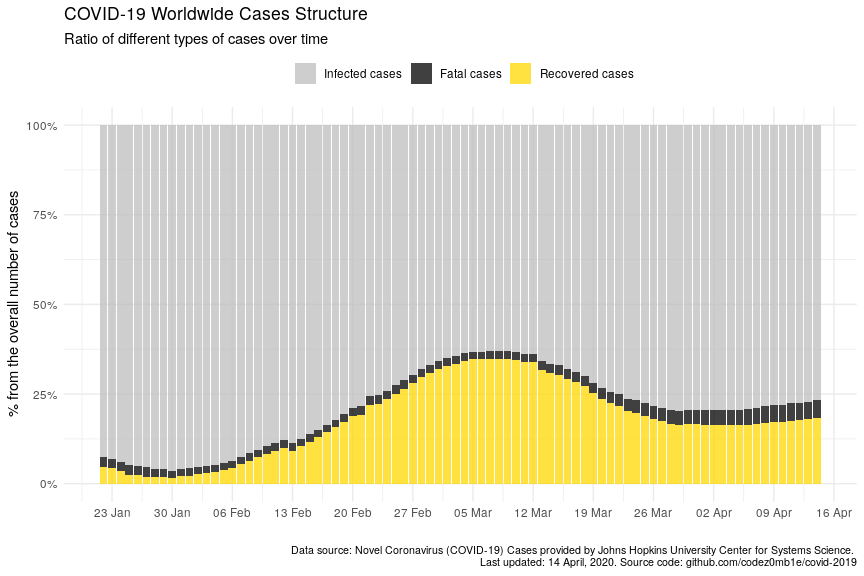 COVID-19 Worldwide Cases Structure
Ratio of different types of cases over time
Infected cases Fatal cases Recovered cases
% from the overall number of cases
100%
75%
50%
25%
0%
23 Jan 30 Jan 06 Feb 13 Feb 20 Feb 27 Feb 05 Mar 12 Mar 19 Mar 26 Mar 02 Apr 09 Apr 16 Apr
Data source: Novel Coronavirus (COVID-19) Cases provided by Johns Hopkins University Center for Systems Science.
Last updated: 14 April, 2020. Source code: github.com/codez0mb1e/covid-2019